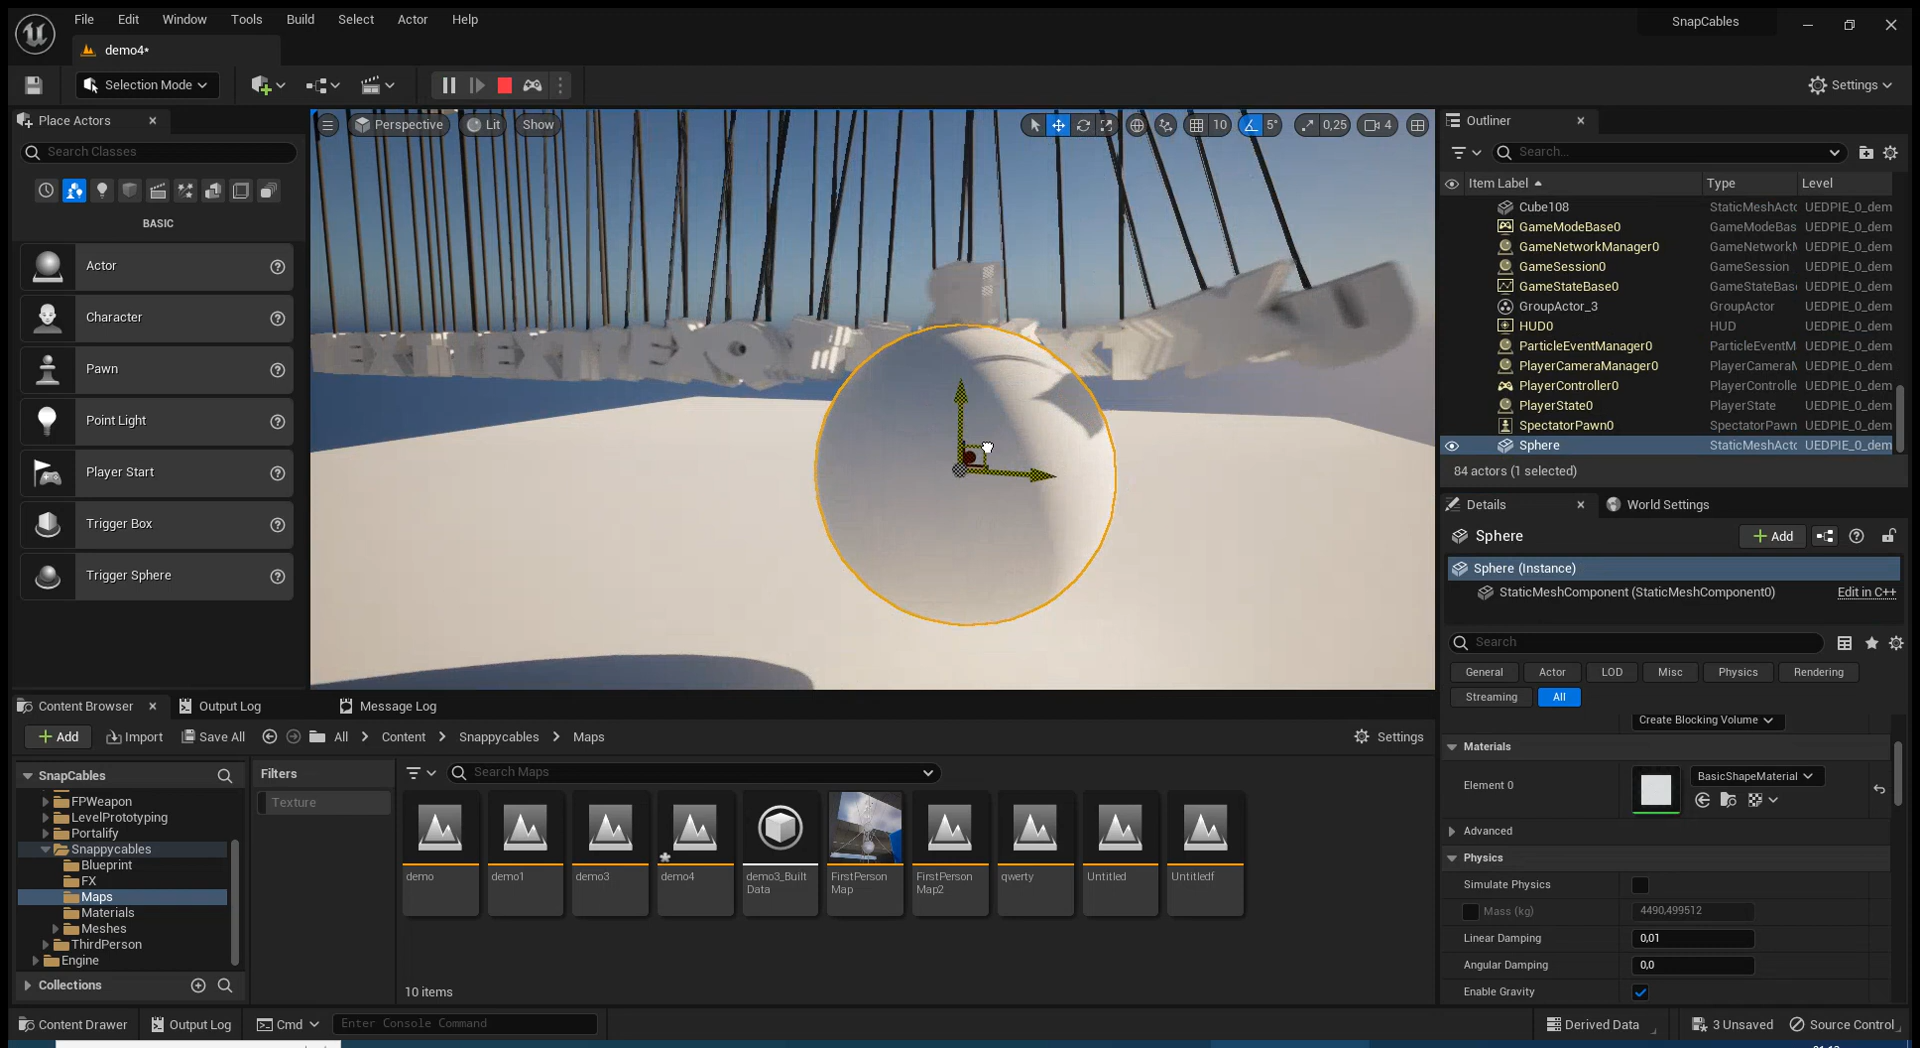 File Edit Window Tools Build Select Actor Help
SnapCables
demo4*
Selection Mode
Settings
Place Actors
Search Classes
BASIC
Actor
Character
Pawn
Point Light
Player Start
Trigger Box
Trigger Sphere
Perspective Lit Show
10 5° 0,25 4
EXT EXT
Outliner
Search...
Item Label Type Level
Cube108 StaticMeshActo UEDPIE_0_dem
GameModeBase0 GameModeBas UEDPIE_0_dem
GameNetworkManager0 GameNetworkM UEDPIE_0_dem
GameSession0 GameSession UEDPIE_0_dem
GameStateBase0 GameStateBase UEDPIE_0_dem
GroupActor_3 GroupActor UEDPIE_0_dem
HUD0 HUD UEDPIE_0_dem
ParticleEventManager0 ParticleEventM UEDPIE_0_dem
PlayerCameraManager0 PlayerCameraM UEDPIE_0_dem
PlayerController0 PlayerControlle UEDPIE_0_dem
PlayerState0 PlayerState UEDPIE_0_dem
SpectatorPawn0 SpectatorPawn UEDPIE_0_dem
Sphere StaticMeshActo UEDPIE_0_dem
84 actors (1 selected)
Details World Settings
Sphere
Add
Sphere (Instance)
StaticMeshComponent (StaticMeshComponent0) Edit in C++
Search
General Actor LOD Misc Physics Rendering
Streaming All
Create Blocking Volume
Materials
Element 0 BasicShapeMaterial
Advanced
Physics
Simulate Physics
Mass (kg) 4490,499512
Linear Damping 0,01
Angular Damping 0,0
Enable Gravity
Content Browser Output Log Message Log
Add Import Save All All Content Snappycables Maps Settings
SnapCables
FPWeapon
LevelPrototyping
Portalify
Snappycables
Blueprint
FX
Maps
Materials
Meshes
ThirdPerson
Engine
Collections
Filters
Texture
Search Maps
demo
demo1
demo3
demo4
demo3_Built
Data
FirstPerson
Map
FirstPerson
Map2
qwerty
Untitled
Untitledf
10 items
Content Drawer Output Log Cmd Enter Console Command Derived Data 3 Unsaved Source Control